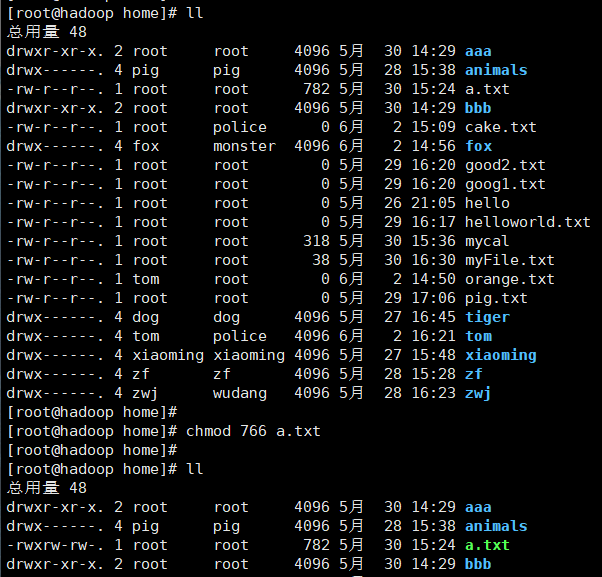 [root@hadoop home]# ll
总用量 48
drwxr-xr-x. 2 root     root     4096 5月  30 14:29 aaa
drwx------. 4 pig      pig      4096 5月  28 15:38 animals
-rw-r--r--. 1 root     root      782 5月  30 15:24 a.txt
drwxr-xr-x. 2 root     root     4096 5月  30 14:29 bbb
-rw-r--r--. 1 root     police      0 6月   2 15:09 cake.txt
drwx------. 4 fox      monster  4096 6月   2 14:56 fox
-rw-r--r--. 1 root     root        0 5月  29 16:20 good2.txt
-rw-r--r--. 1 root     root        0 5月  29 16:20 goog1.txt
-rw-r--r--. 1 root     root        0 5月  26 21:05 hello
-rw-r--r--. 1 root     root        0 5月  29 16:17 helloworld.txt
-rw-r--r--. 1 root     root      318 5月  30 15:36 mycal
-rw-r--r--. 1 root     root       38 5月  30 16:30 myFile.txt
-rw-r--r--. 1 tom      root        0 6月   2 14:50 orange.txt
-rw-r--r--. 1 root     root        0 5月  29 17:06 pig.txt
drwx------. 4 dog      dog      4096 5月  27 16:45 tiger
drwx------. 4 tom      police   4096 6月   2 16:21 tom
drwx------. 4 xiaoming xiaoming 4096 5月  27 15:48 xiaoming
drwx------. 4 zf       zf       4096 5月  28 15:28 zf
drwx------. 4 zwj      wudang   4096 5月  28 16:23 zwj
[root@hadoop home]#
[root@hadoop home]# chmod 766 a.txt
[root@hadoop home]#
[root@hadoop home]# ll
总用量 48
drwxr-xr-x. 2 root     root     4096 5月  30 14:29 aaa
drwx------. 4 pig      pig      4096 5月  28 15:38 animals
-rwxrw-rw-. 1 root     root      782 5月  30 15:24 a.txt
drwxr-xr-x. 2 root     root     4096 5月  30 14:29 bbb